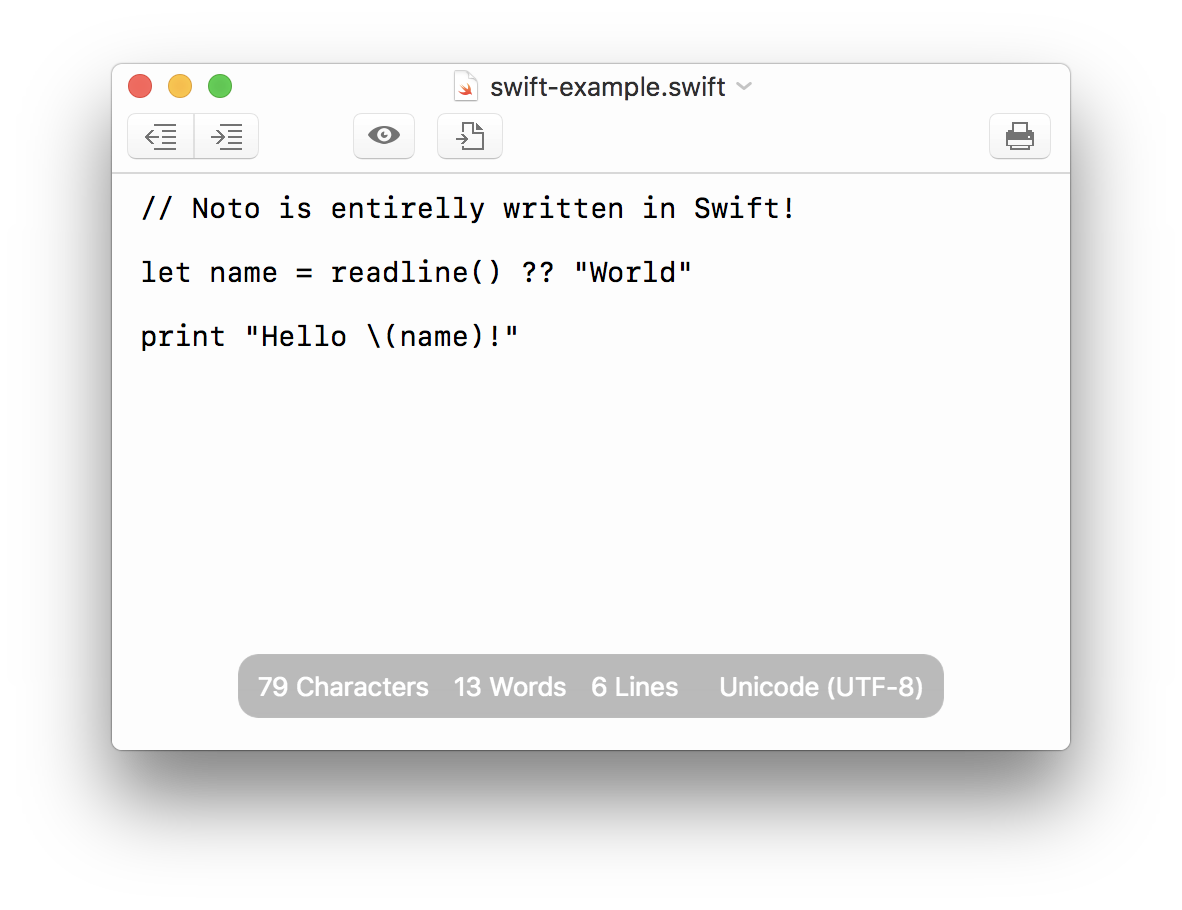 swift-example.swift
// Noto is entirelly written in Swift!
let name = readline() ?? "World"
print "Hello \(name)!"
79 Characters 13 Words 6 Lines Unicode (UTF-8)